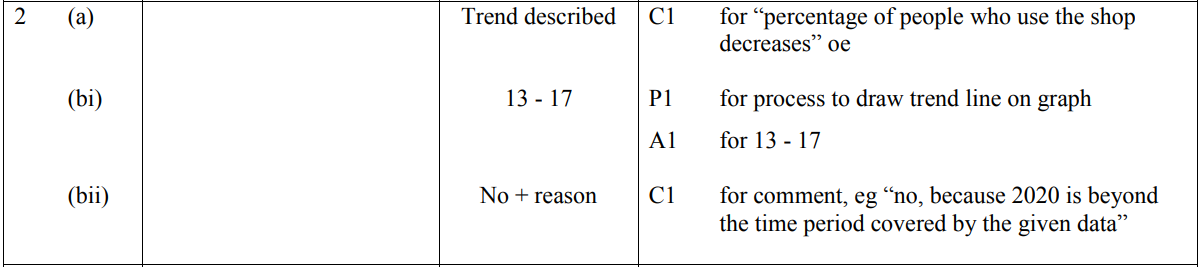 2 (a) Trend described C1 for “percentage of people who use the shop
decreases” oe
(bi) 13 - 17 P1 for process to draw trend line on graph
A1 for 13 - 17
(bii) No + reason C1 for comment, eg “no, because 2020 is beyond
the time period covered by the given data”